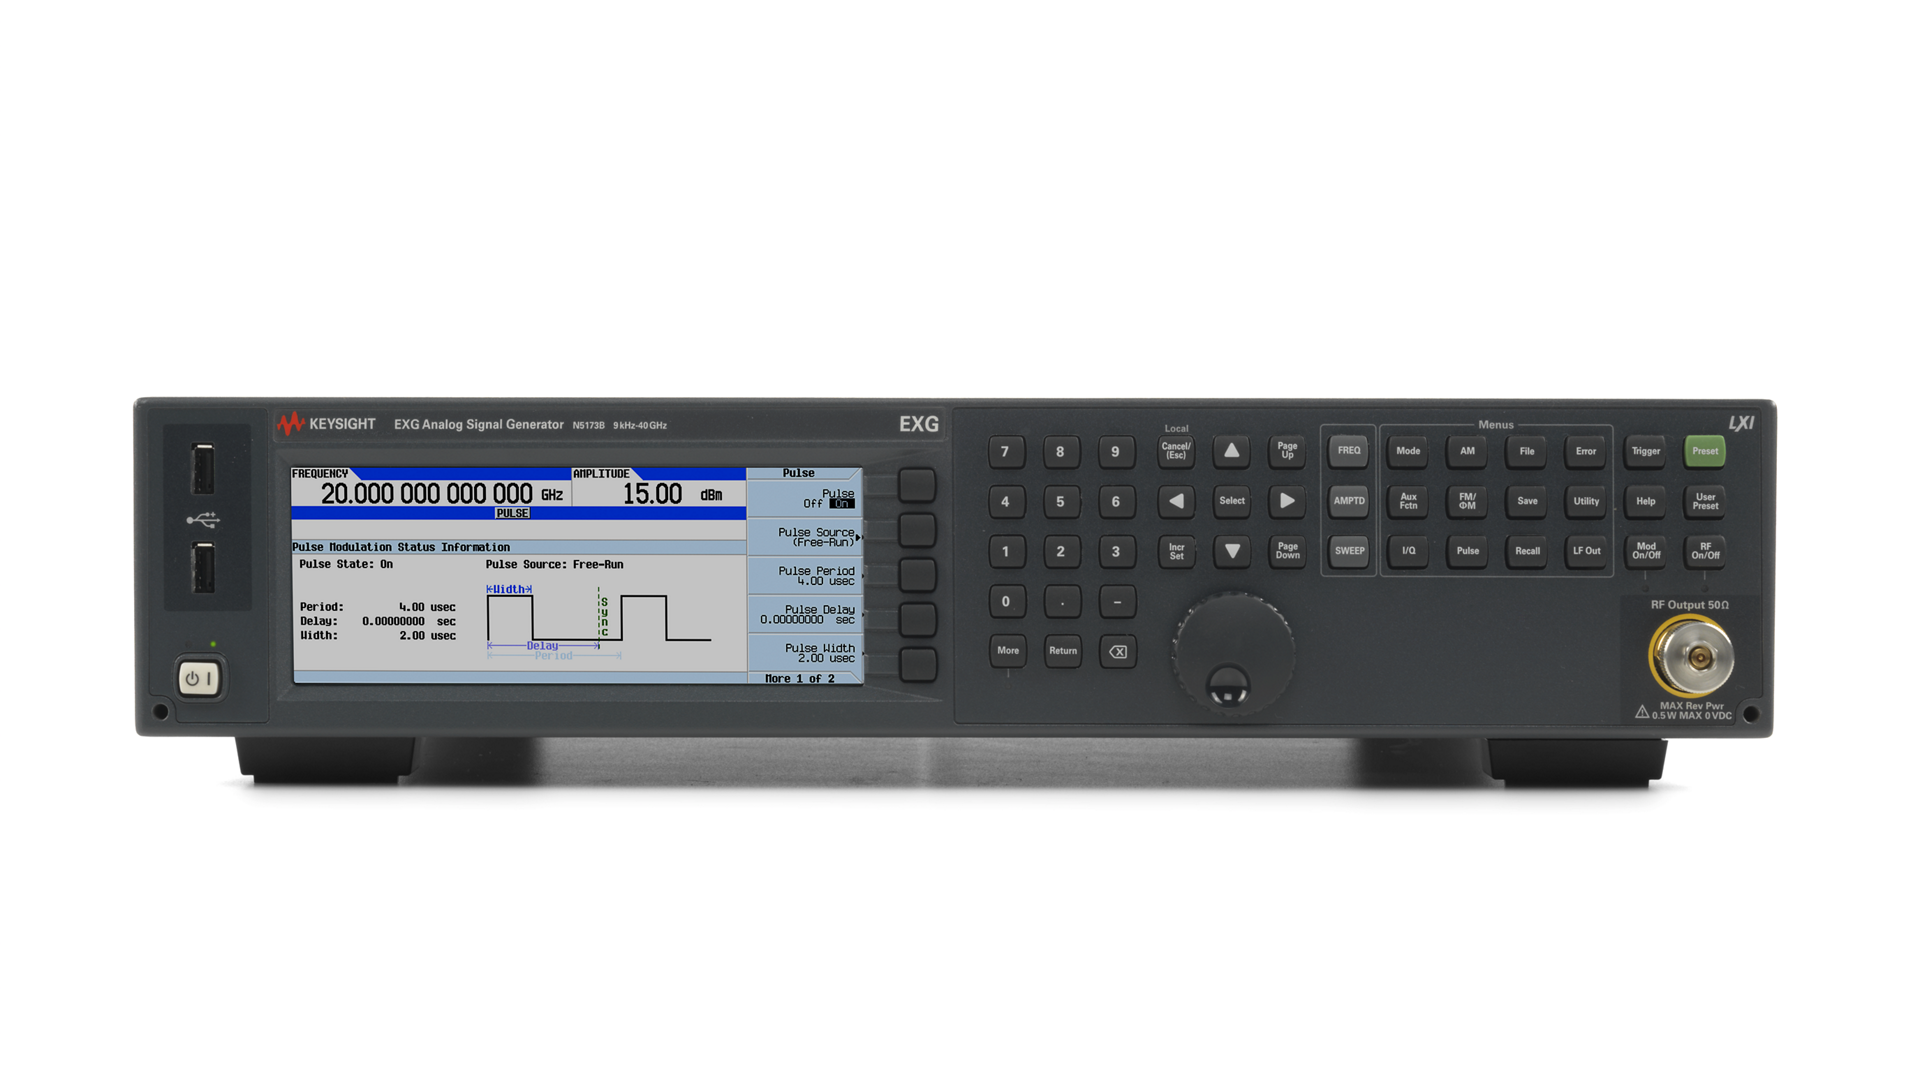 KEYSIGHT EXG Analog Signal Generator N5173B 9 kHz-40 GHz EXG
FREQUENCY AMPLITUDE
20.000 000 000 000 GHz 15.00 dBm
PULSE
Pulse Modulation Status Information
Pulse State: On Pulse Source: Free-Run
Period: 4.00 usec
Delay: 0.00000000 sec
Width: 2.00 usec
Width
Sync
Delay
Period
Pulse
Pulse
Off On
Pulse Source
(Free-Run)
Pulse Period
4.00 usec
Pulse Delay
0.00000000 sec
Pulse Width
2.00 usec
More 1 of 2
7 8 9
4 5 6
1 2 3
0 . −
More Return
Local
Cancel/
(Esc)
Page
Up
Select
Incr
Set
Page
Down
FREQ
AMPTD
SWEEP
Menus
Mode AM File Error
Aux
Fctn
FM/
ΦM
Save Utility
I/Q Pulse Recall LF Out
LXI
Trigger Preset
Help
User
Preset
Mod
On/Off
RF
On/Off
RF Output 50Ω
MAX Rev Pwr
0.5 W MAX 0 VDC